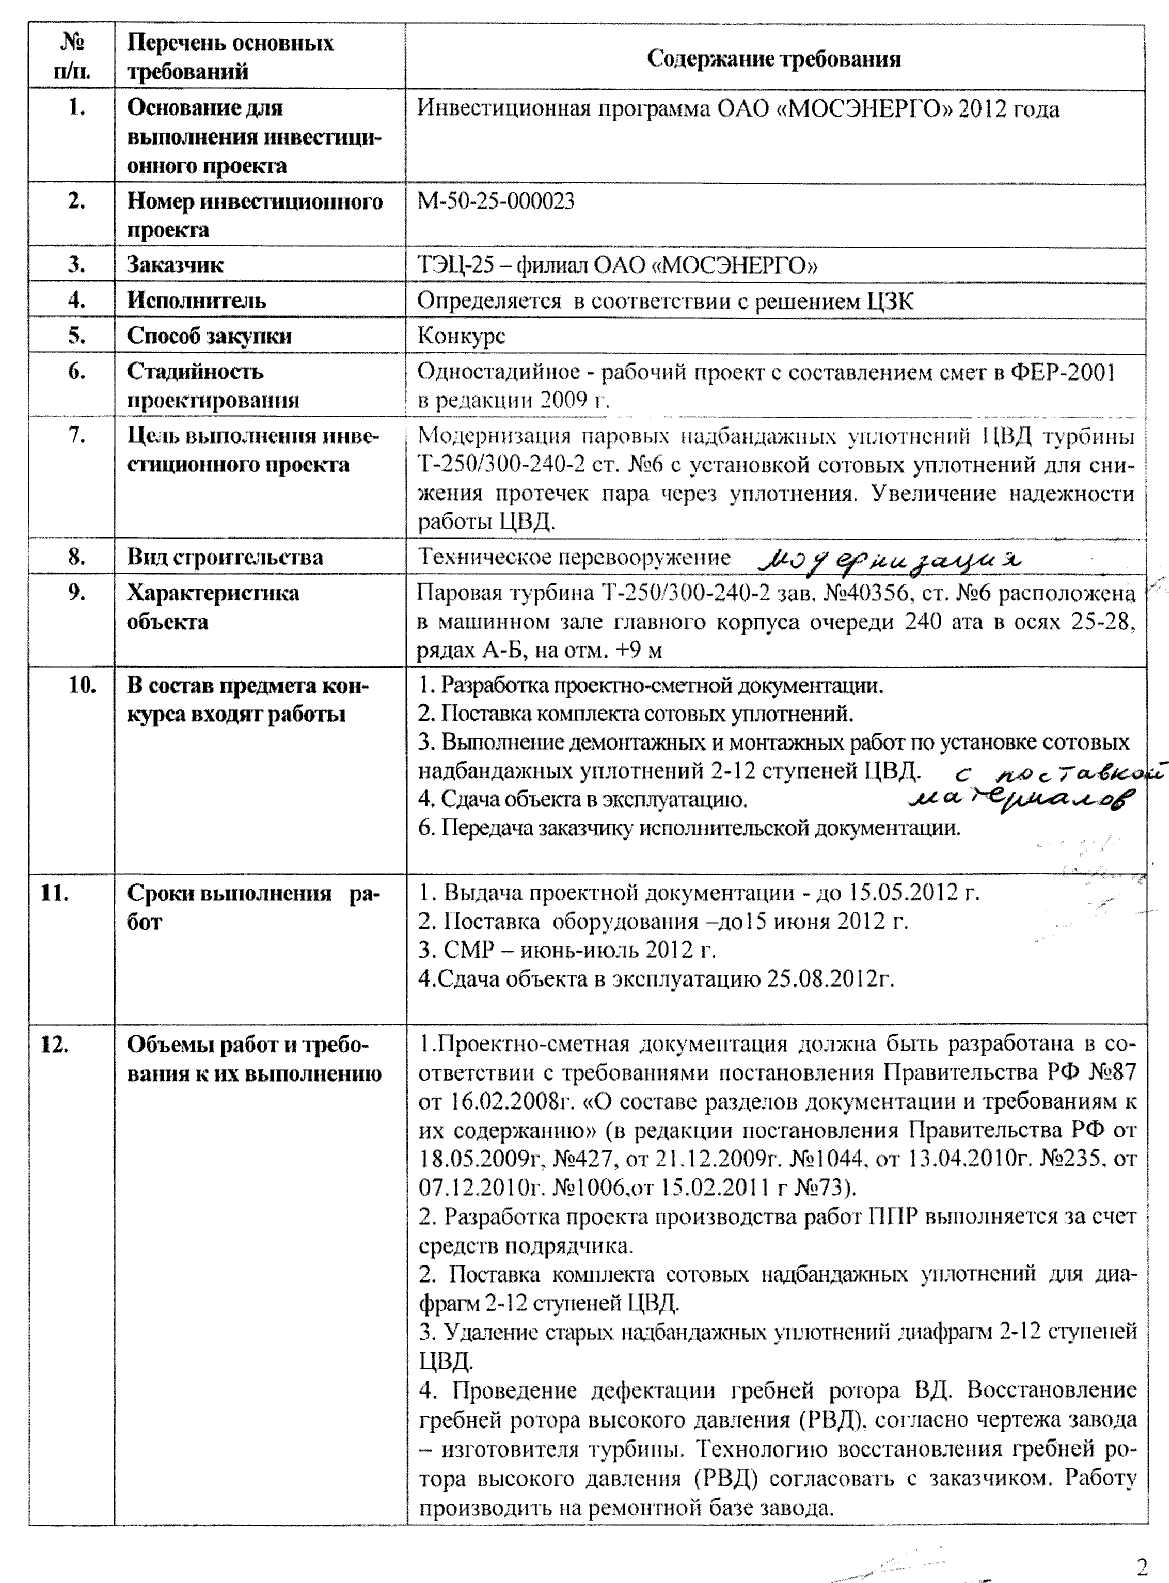 № п/п.
Перечень основных требований
Содержание требования
1.
Основание для
выполнения инвестици-
онного проекта
Инвестиционная программа ОАО «МОСЭНЕРГО» 2012 года
2.
Номер инвестиционного
проекта
М-50-25-000023
3.
Заказчик
ТЭЦ-25 – филиал ОАО «МОСЭНЕРГО»
4.
Исполнитель
Определяется в соответствии с решением ЦЗК
5.
Способ закупки
Конкурс
6.
Стадийность
проектирования
Одностадийное - рабочий проект с составлением смет в ФЕР-2001
в редакции 2009 г.
7.
Цель выполнения инве-
стиционного проекта
Модернизация паровых надбандажных уплотнений ЦВД турбины
Т-250/300-240-2 ст. №6 с установкой сотовых уплотнений для сни-
жения протечек пара через уплотнения. Увеличение надежности
работы ЦВД.
8.
Вид строительства
Техническое перевооружение модернизация
9.
Характеристика
объекта
Паровая турбина Т-250/300-240-2 зав. №40356, ст. №6 расположена
в машинном зале главного корпуса очереди 240 ата в осях 25-28,
рядах А-Б, на отм. +9 м
10.
В состав предмета кон-
курса входят работы
1. Разработка проектно-сметной документации.
2. Поставка комплекта сотовых уплотнений.
3. Выполнение демонтажных и монтажных работ по установке сотовых
надбандажных уплотнений 2-12 ступеней ЦВД. с поставкой
4. Сдача объекта в эксплуатацию. материалов
6. Передача заказчику исполнительской документации.
11.
Сроки выполнения ра-
бот
1. Выдача проектной документации - до 15.05.2012 г.
2. Поставка оборудования –до15 июня 2012 г.
3. СМР – июнь-июль 2012 г.
4.Сдача объекта в эксплуатацию 25.08.2012г.
12.
Объемы работ и требо-
вания к их выполнению
1.Проектно-сметная документация должна быть разработана в со-
ответствии с требованиями постановления Правительства РФ №87
от 16.02.2008г. «О составе разделов документации и требованиям к
их содержанию» (в редакции постановления Правительства РФ от
18.05.2009г, №427, от 21.12.2009г. №1044, от 13.04.2010г. №235, от
07.12.2010г. №1006,от 15.02.2011 г №73).
2. Разработка проекта производства работ ППР выполняется за счет
средств подрядчика.
2. Поставка комплекта сотовых надбандажных уплотнений для диа-
фрагм 2-12 ступеней ЦВД.
3. Удаление старых надбандажных уплотнений диафрагм 2-12 ступеней
ЦВД.
4. Проведение дефектации гребней ротора ВД. Восстановление
гребней ротора высокого давления (РВД), согласно чертежа завода
– изготовителя турбины. Технологию восстановления гребней ро-
тора высокого давления (РВД) согласовать с заказчиком. Работу
производить на ремонтной базе завода.
2